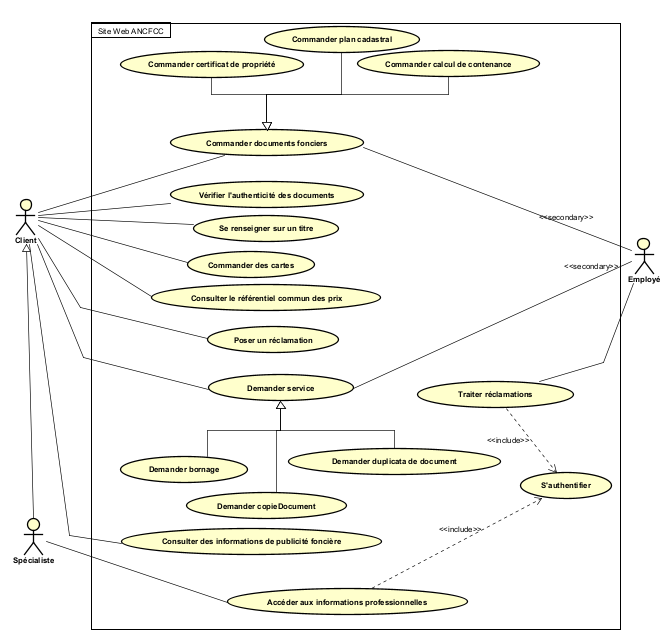 Site Web ANCFCC
Commander plan cadastral
Commander certificat de propriété
Commander calcul de contenance
Commander documents fonciers
Vérifier l'authenticité des documents
<<secondary>>
Se renseigner sur un titre
Client
Commander des cartes
<<secondary>>
Employé
Consulter le référentiel commun des prix
Poser un réclamation
Demander service
Traiter réclamations
<<include>>
Demander bornage
Demander duplicata de document
S'authentifier
Demander copieDocument
<<include>>
Consulter des informations de publicité foncière
Spécialiste
Accéder aux informations professionnelles